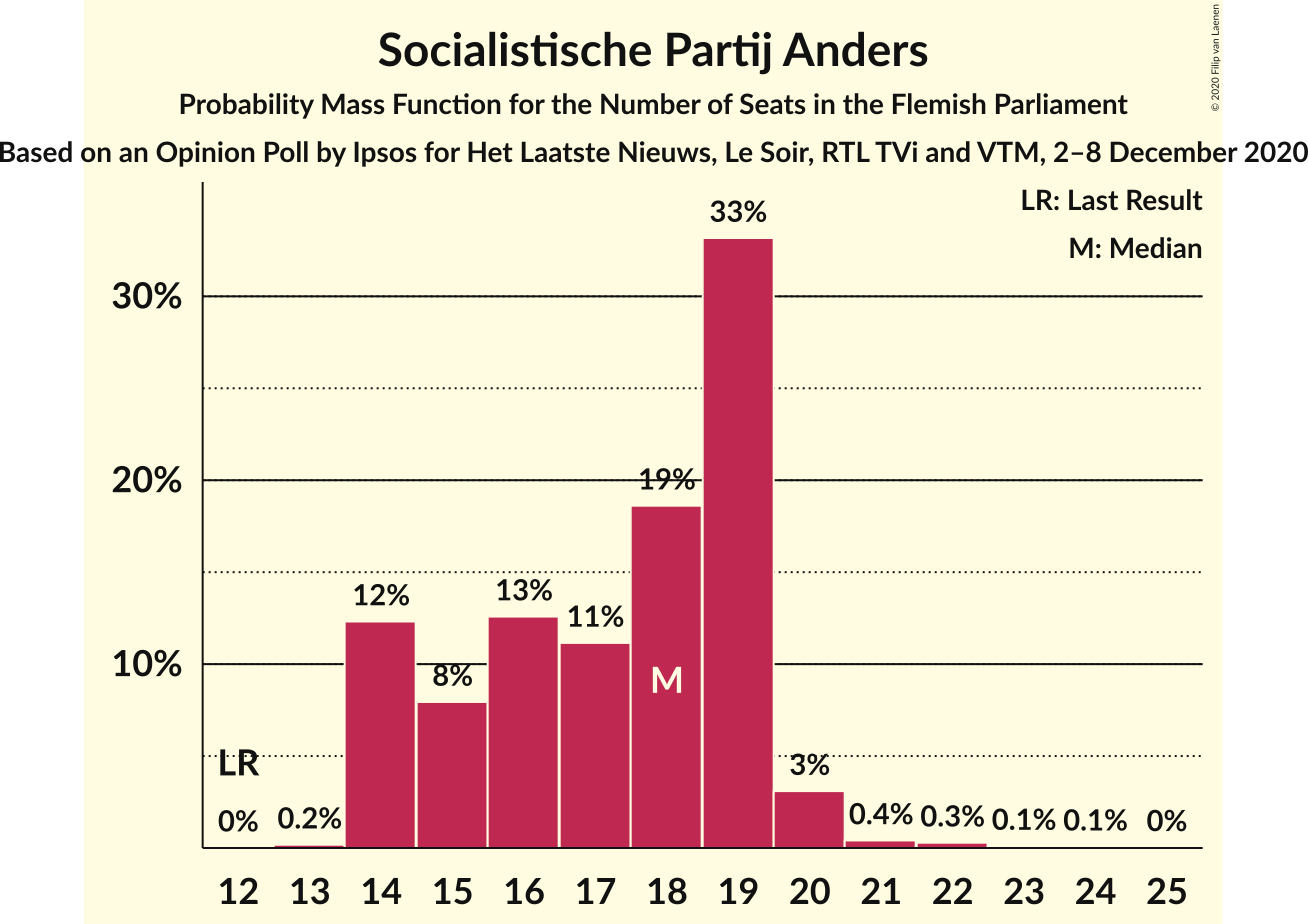 Socialistische Partij Anders
Probability Mass Function for the Number of Seats in the Flemish Parliament
Based on an Opinion Poll by Ipsos for Het Laatste Nieuws, Le Soir, RTL TVi and VTM, 2–8 December 2020
© 2020 Filip van Laenen
LR: Last Result
M: Median
33%
30%
19%
20%
12%
13%
11%
10%
8%
M
LR
3%
0%
0.2%
0.4%
0.3%
0.1%
0.1%
0%
12 13 14 15 16 17 18 19 20 21 22 23 24 25